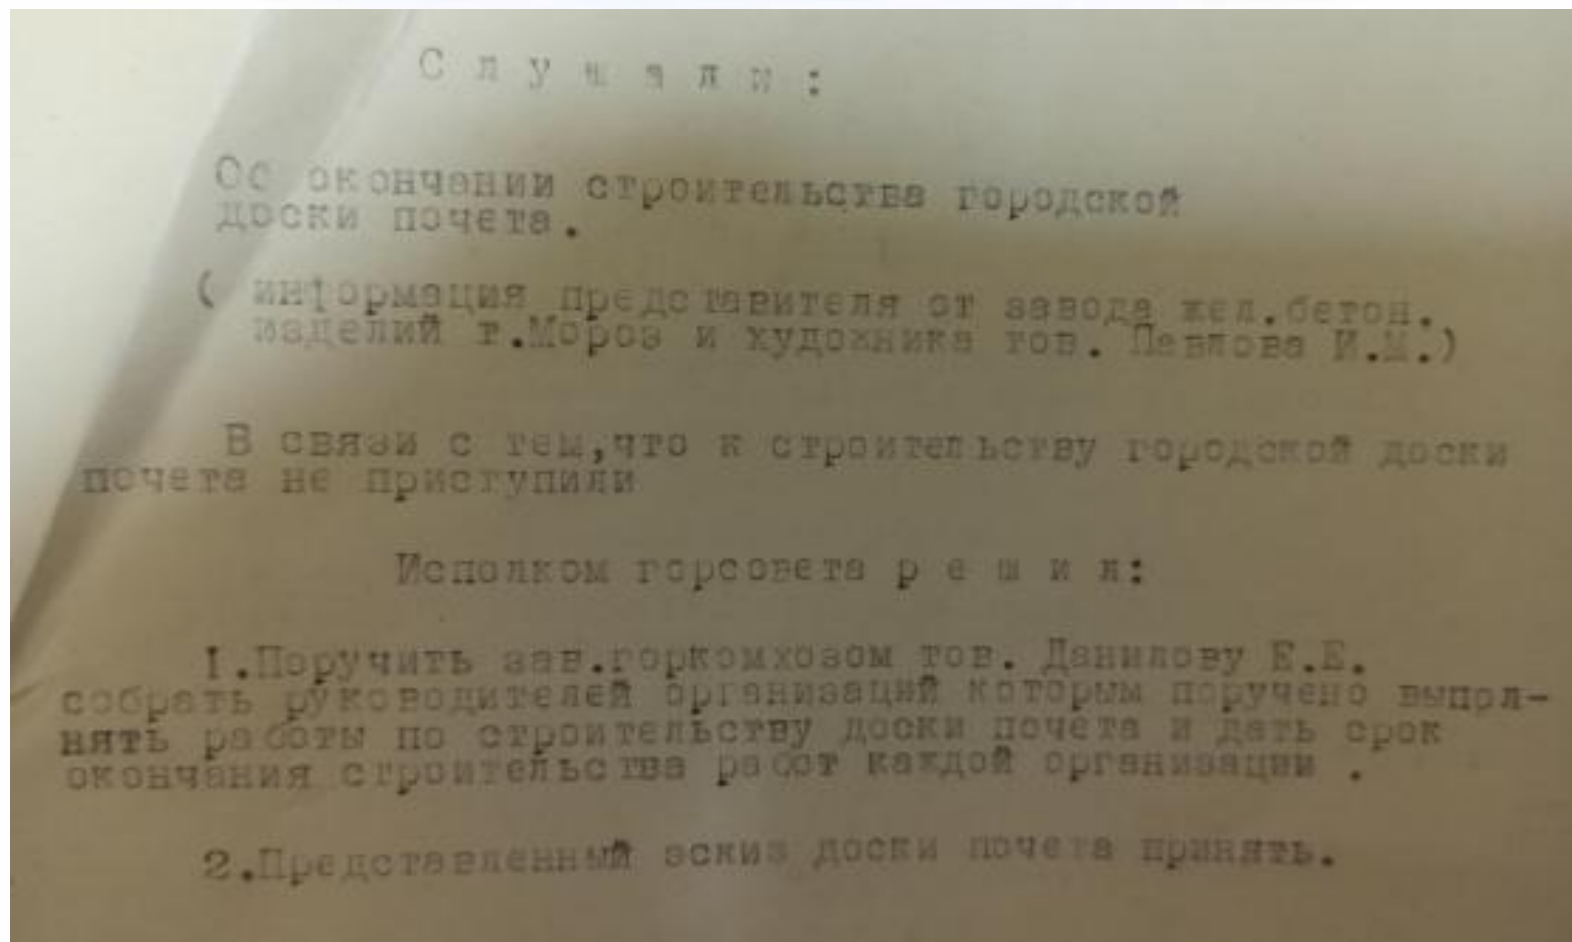 С л у ш а л и :
Об окончании строительства городской
доски почета.
( информация представителя от завода жел.бетон.
изделий т.Мороз и художника тов. Павлова И.М.)
В связи с тем,что к строительству городской доски
почета не приступили
Исполком горсовета р е ш и л:
1.Поручить зав.горкомхозом тов. Данилову Е.Е.
собрать руководителей организаций которым поручено выпол-
нять работы по строительству доски почета и дать срок
окончания строительства работ каждой организации .
2.Представленный эскиз доски почета принять.